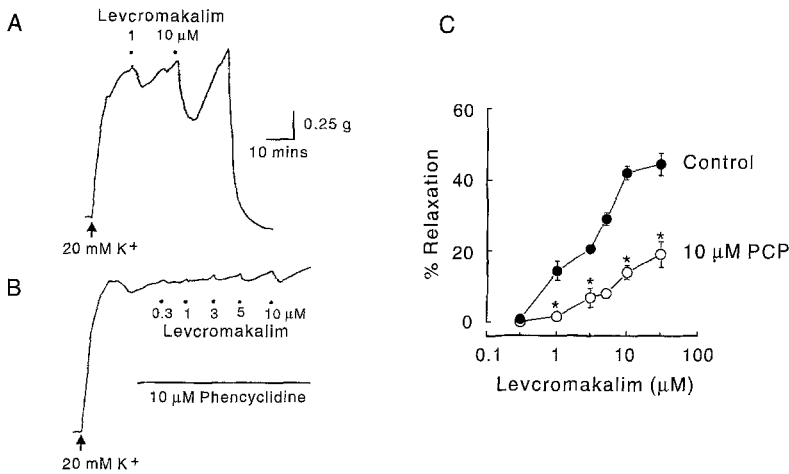 A
Levcromakalim
1 10 µM
0.25 g
10 mins
20 mM K+
B
0.3 1 3 5 10 µM
Levcromakalim
10 µM Phencyclidine
20 mM K+
C
60
40
20
0
% Relaxation
Control
* * * *
10 µM PCP
0.1 1 10 100
Levcromakalim (µM)